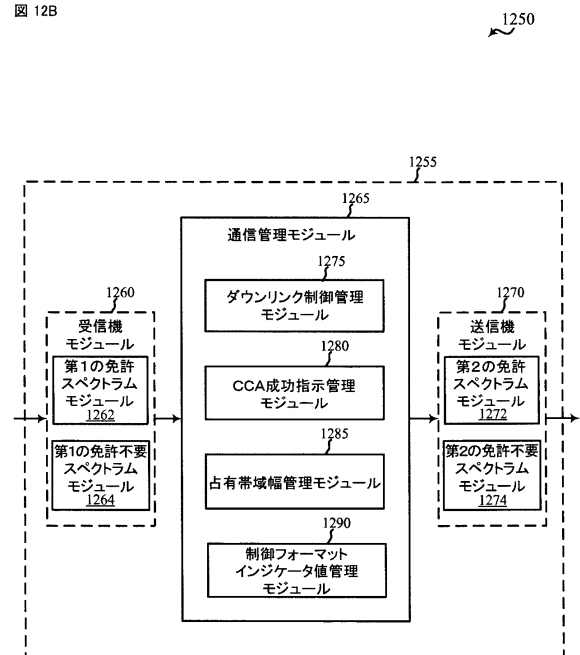 図 12B
1250
1255
1265
通信管理モジュール
1260
受信機
モジュール
第1の免許
スペクトラム
モジュール
1262
第1の免許不要
スペクトラム
モジュール
1264
1275
ダウンリンク制御管理
モジュール
1280
CCA成功指示管理
モジュール
1285
占有帯域幅管理モジュール
1290
制御フォーマット
インジケータ値管理
モジュール
1270
送信機
モジュール
第2の免許
スペクトラム
モジュール
1272
第2の免許不要
スペクトラム
モジュール
1274